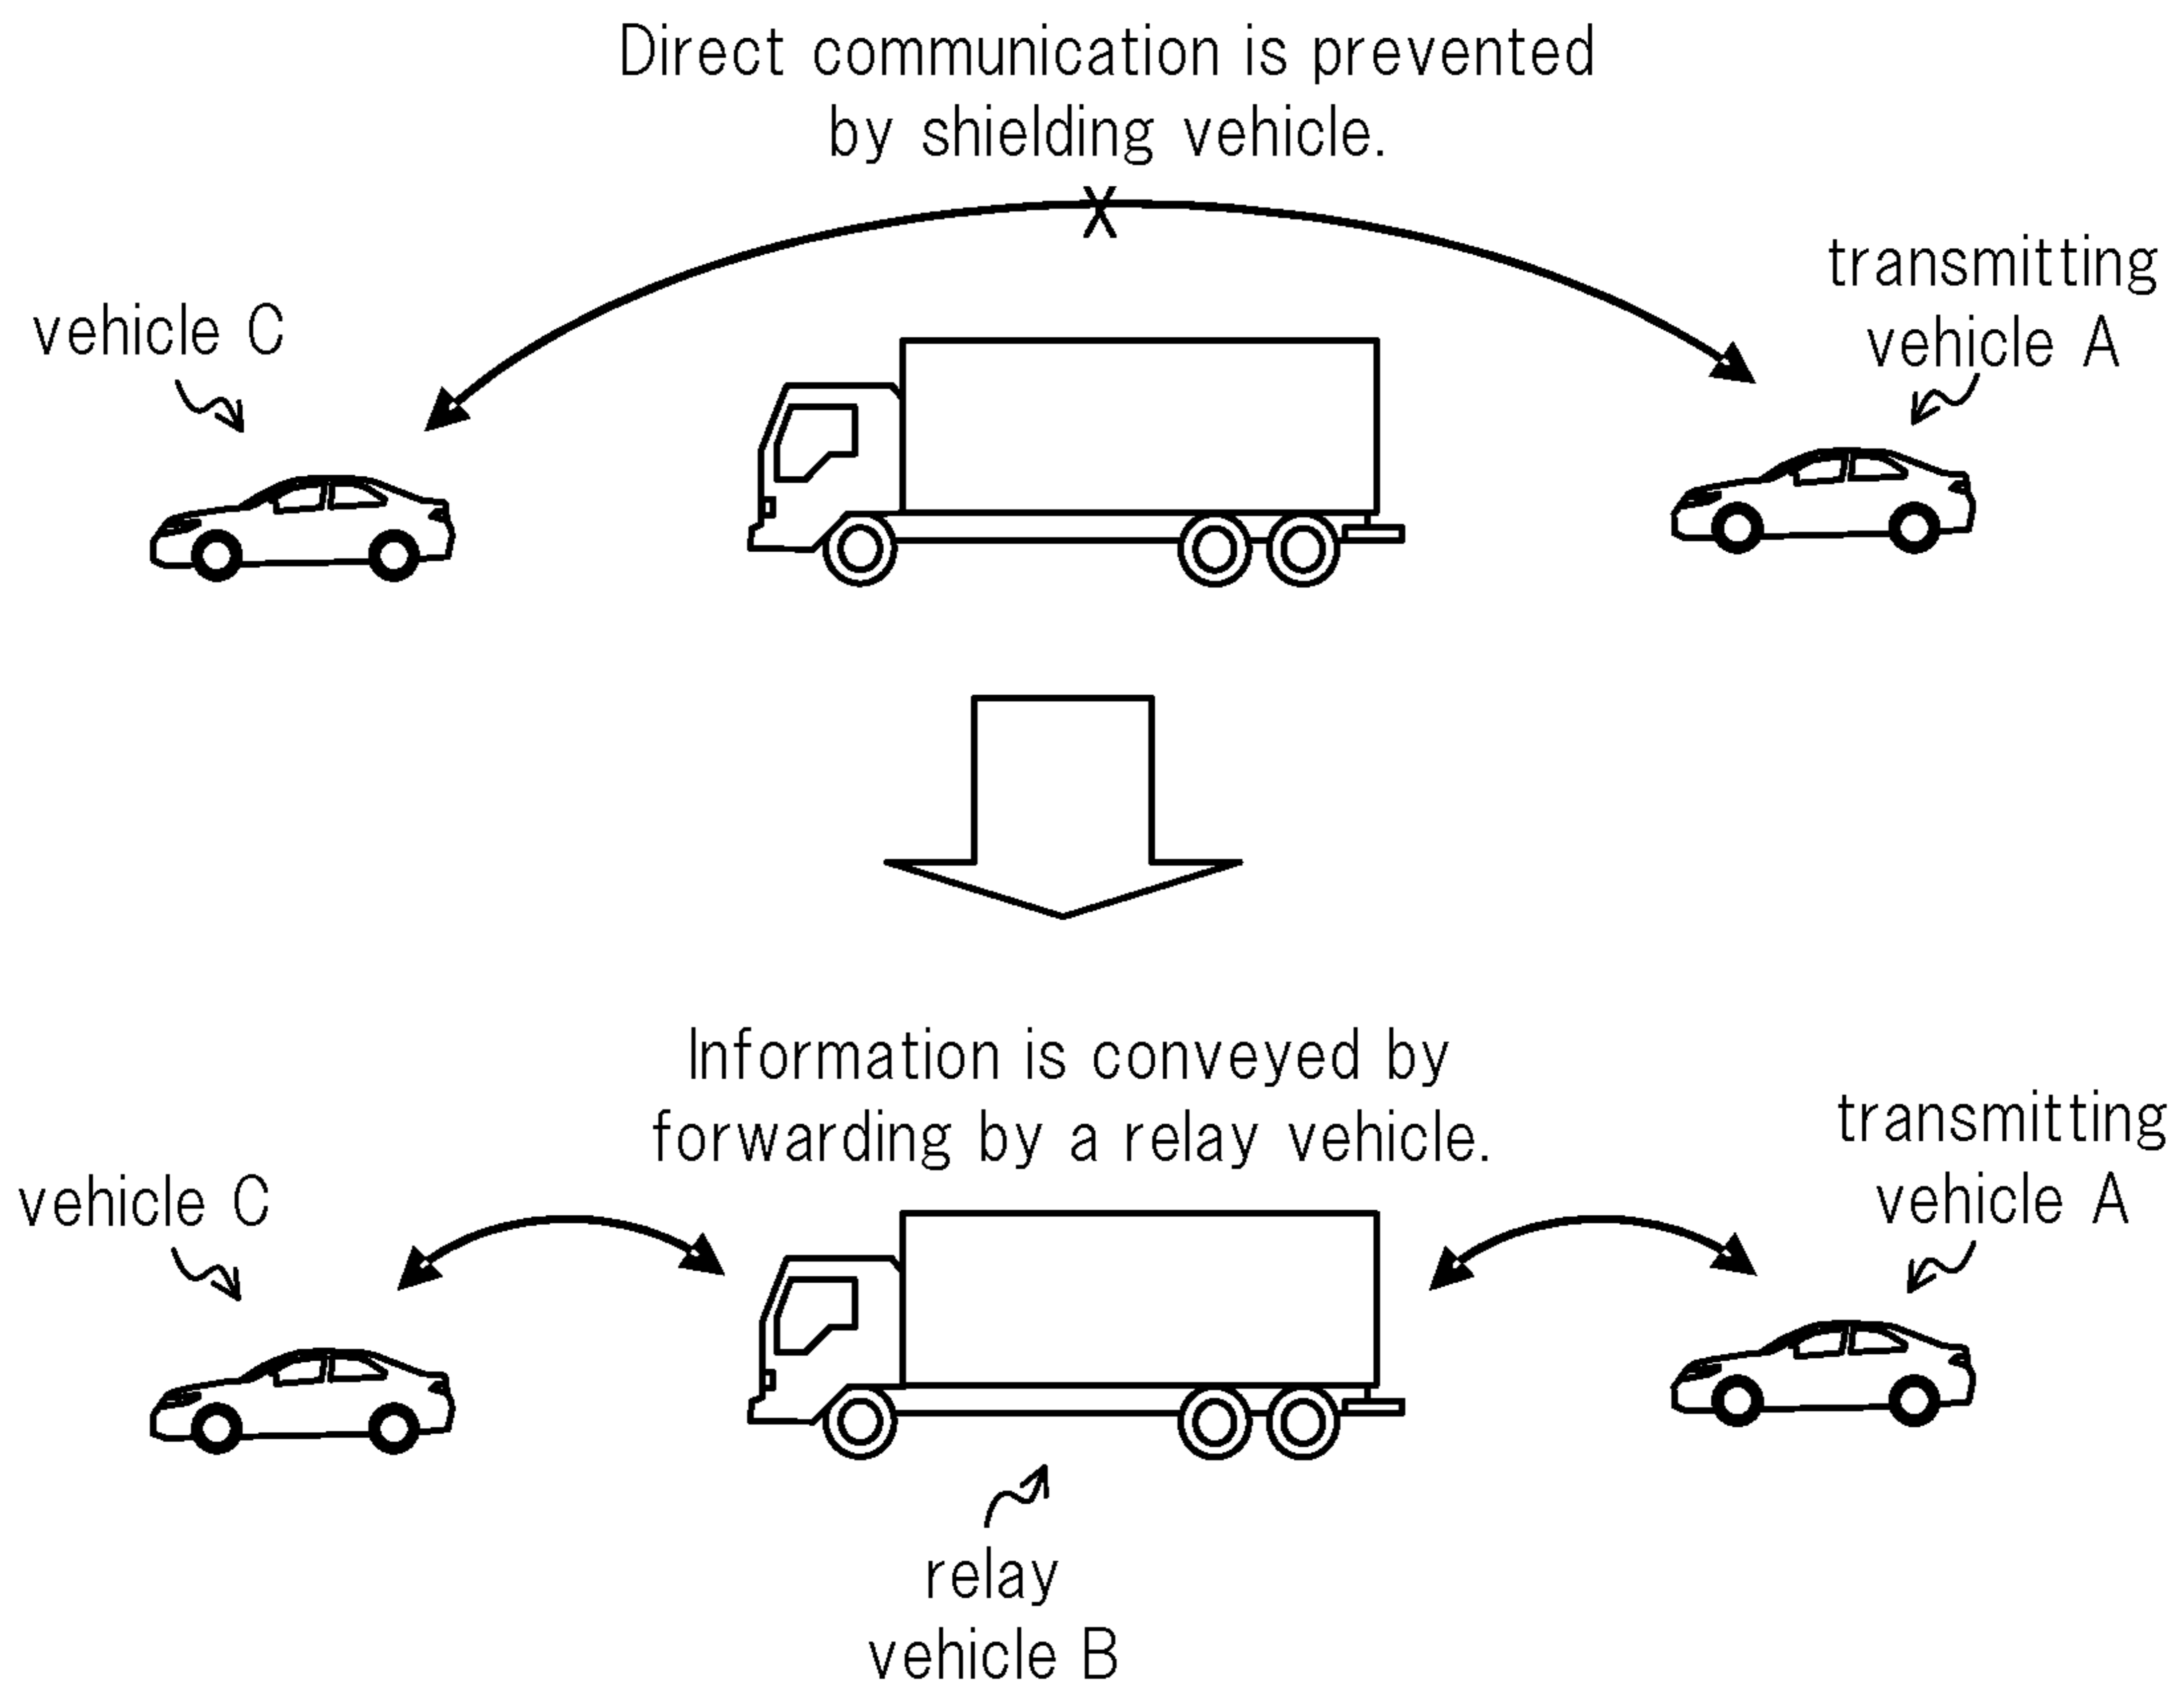 Direct communication is prevented
by shielding vehicle.
X
transmitting
vehicle A
vehicle C
Information is conveyed by
forwarding by a relay vehicle.
transmitting
vehicle A
vehicle C
relay
vehicle B